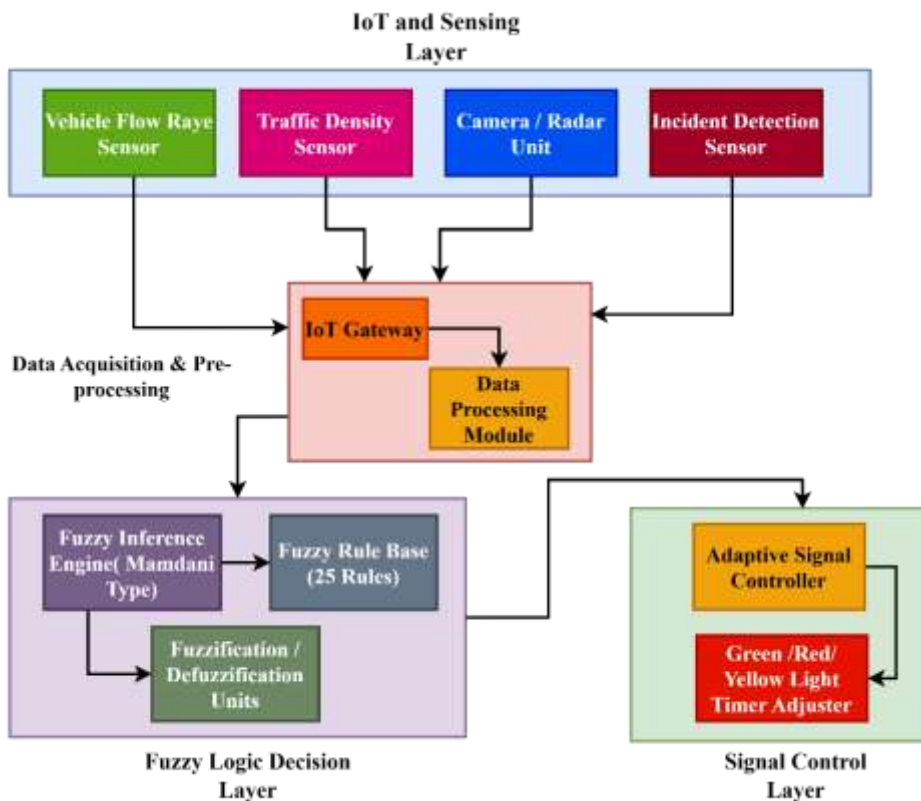 IoT and Sensing
Layer
Vehicle Flow Raye
Sensor
Traffic Density
Sensor
Camera / Radar
Unit
Incident Detection
Sensor
IoT Gateway
Data Acquisition & Pre-
processing
Data
Processing
Module
Fuzzy Inference
Engine( Mamdani
Type)
Fuzzy Rule Base
(25 Rules)
Fuzzification /
Defuzzification
Units
Adaptive Signal
Controller
Green /Red/
Yellow Light
Timer Adjuster
Fuzzy Logic Decision
Layer
Signal Control
Layer